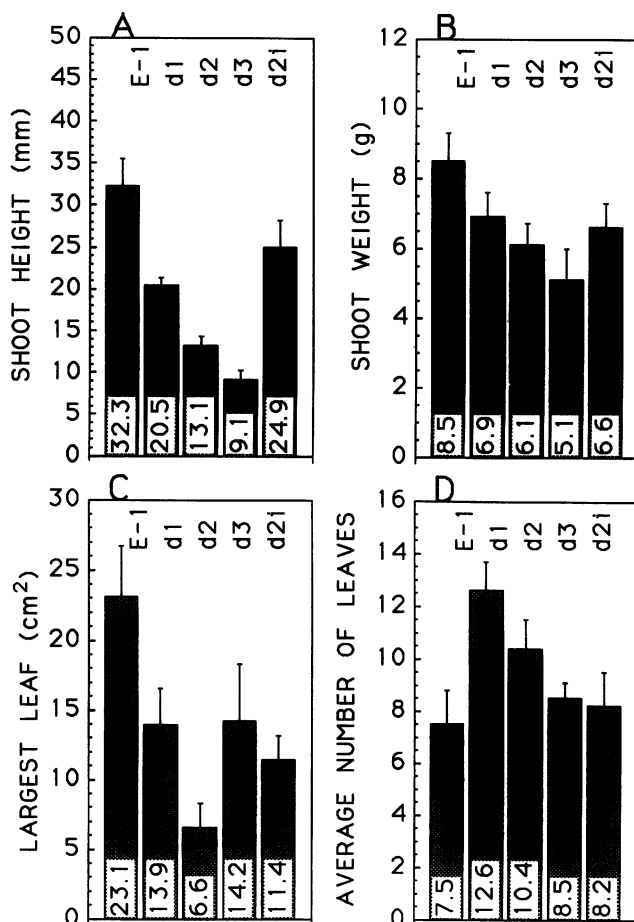 A
SHOOT HEIGHT (mm)
50
45
40
35
30
25
20
15
10
5
0
E-1
d1
d2
d3
d2i
32.3
20.5
13.1
9.1
24.9
B
SHOOT WEIGHT (g)
12
10
8
6
4
2
0
E-1
d1
d2
d3
d2i
8.5
6.9
6.1
5.1
6.6
C
LARGEST LEAF (cm²)
30
25
20
15
10
5
0
E-1
d1
d2
d3
d2i
23.1
13.9
6.6
14.2
11.4
D
AVERAGE NUMBER OF LEAVES
16
14
12
10
8
6
4
2
0
E-1
d1
d2
d3
d2i
7.5
12.6
10.4
8.5
8.2